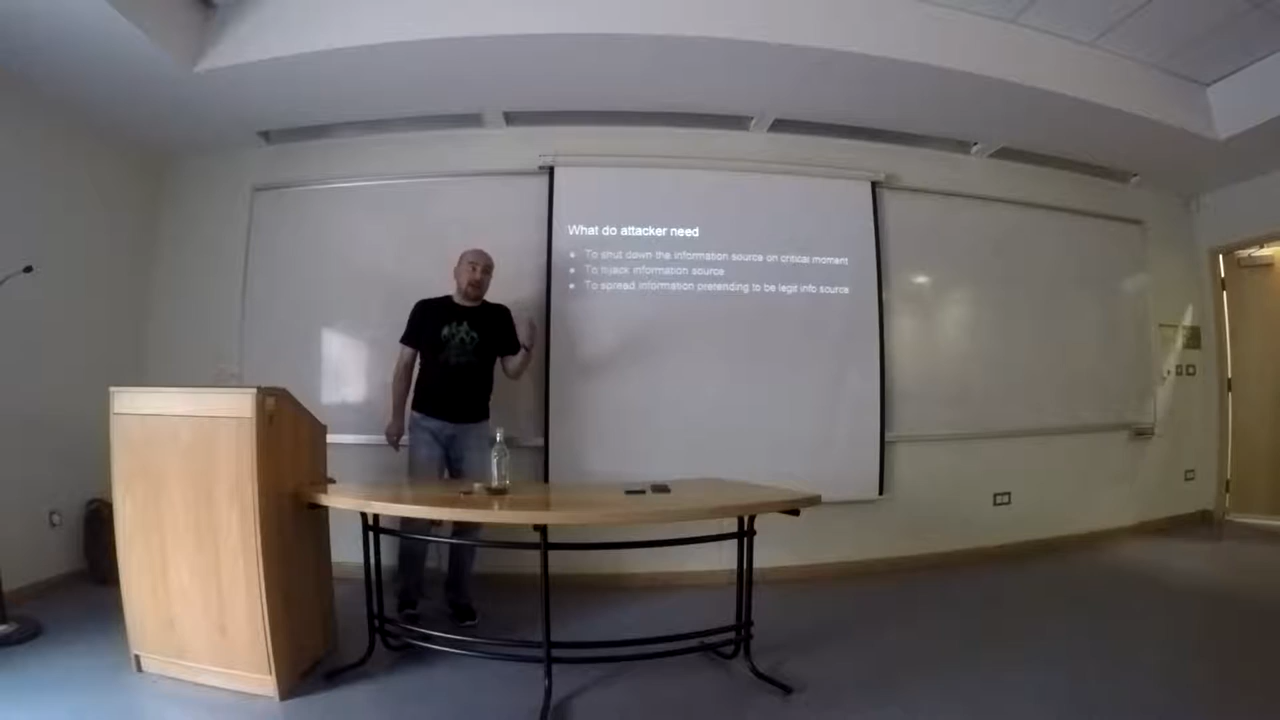 What do attacker need
● To shut down the information source on critical moment
● To hijack information source
● To spread information pretending to be legit info source